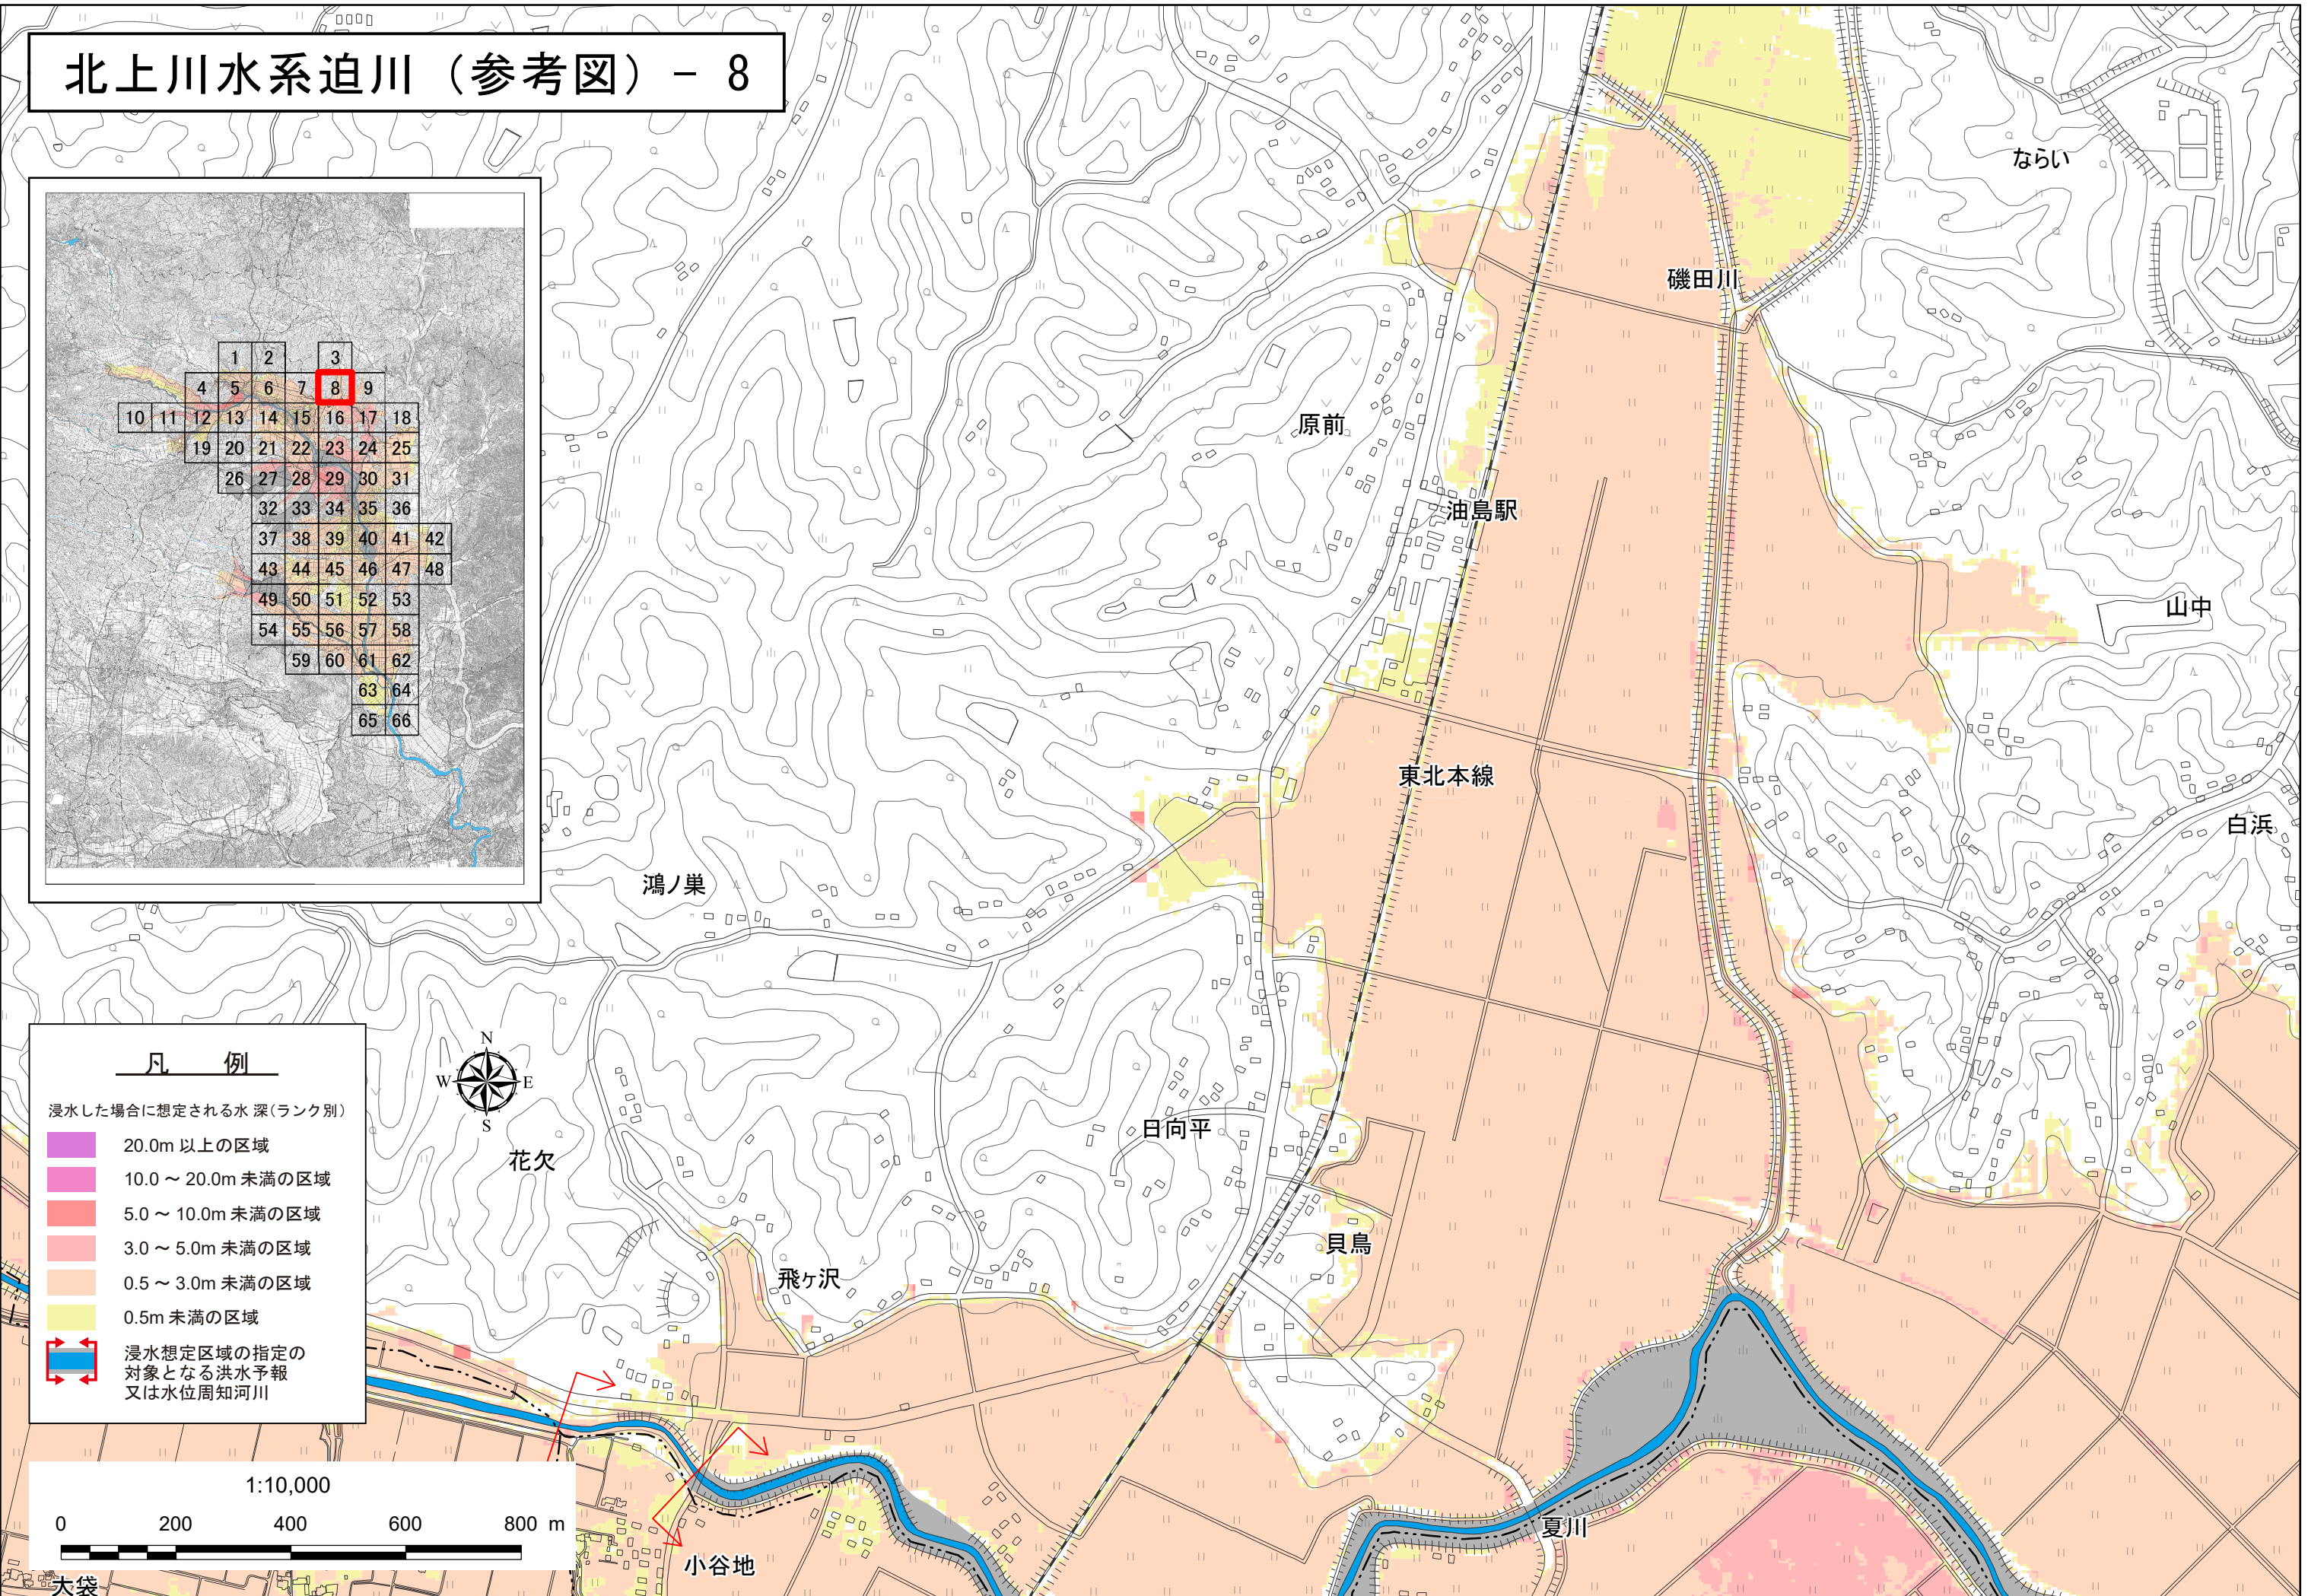 北上川水系迫川（参考図）－ 8
1 2 3
4 5 6 7 8 9
10 11 12 13 14 15 16 17 18
19 20 21 22 23 24 25
26 27 28 29 30 31
32 33 34 35 36
37 38 39 40 41 42
43 44 45 46 47 48
49 50 51 52 53
54 55 56 57 58
59 60 61 62
63 64
65 66
ならい
磯田川
原前
油島駅
山中
東北本線
白浜
鴻ノ巣
日向平
花欠
貝鳥
飛ヶ沢
夏川
小谷地
大袋
N
W E
S
凡 例
浸水した場合に想定される水 深（ランク別）
20.0m 以上の区域
10.0 ～ 20.0m 未満の区域
5.0 ～ 10.0m 未満の区域
3.0 ～ 5.0m 未満の区域
0.5 ～ 3.0m 未満の区域
0.5m 未満の区域
浸水想定区域の指定の
対象となる洪水予報
又は水位周知河川
1:10,000
0 200 400 600 800 m